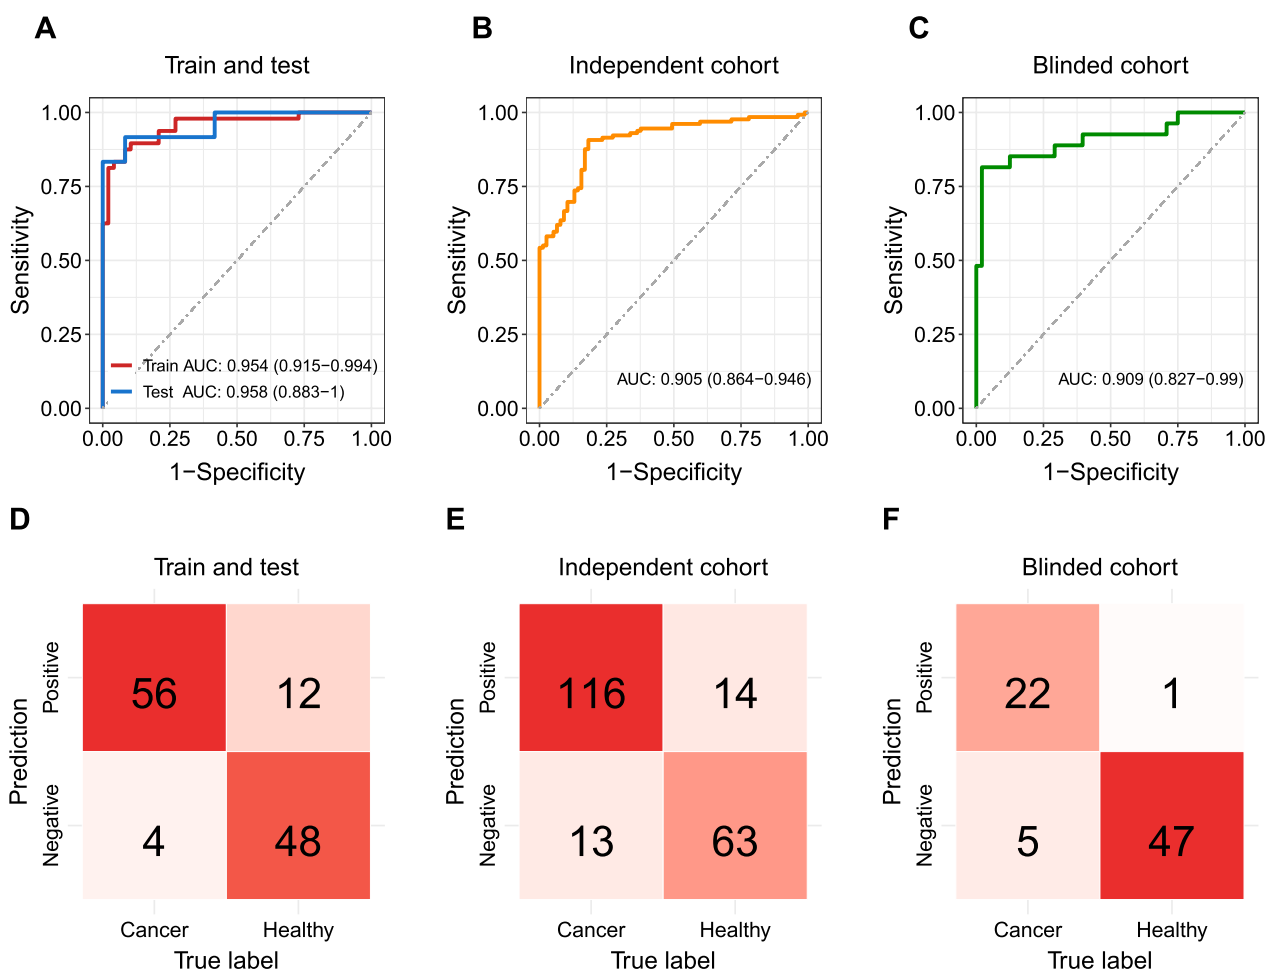 A
B
C
Train and test
Independent cohort
Blinded cohort
Sensitivity
1.00
0.75
0.50
0.25
0.00
Train AUC: 0.954 (0.915−0.994)
Test AUC: 0.958 (0.883−1)
0.00 0.25 0.50 0.75 1.00
1−Specificity
Sensitivity
1.00
0.75
0.50
0.25
0.00
AUC: 0.905 (0.864−0.946)
0.00 0.25 0.50 0.75 1.00
1−Specificity
Sensitivity
1.00
0.75
0.50
0.25
0.00
AUC: 0.909 (0.827−0.99)
0.00 0.25 0.50 0.75 1.00
1−Specificity
D
E
F
Train and test
Independent cohort
Blinded cohort
Prediction
Positive
Negative
56 12
4 48
Cancer Healthy
True label
Prediction
Positive
Negative
116 14
13 63
Cancer Healthy
True label
Prediction
Positive
Negative
22 1
5 47
Cancer Healthy
True label